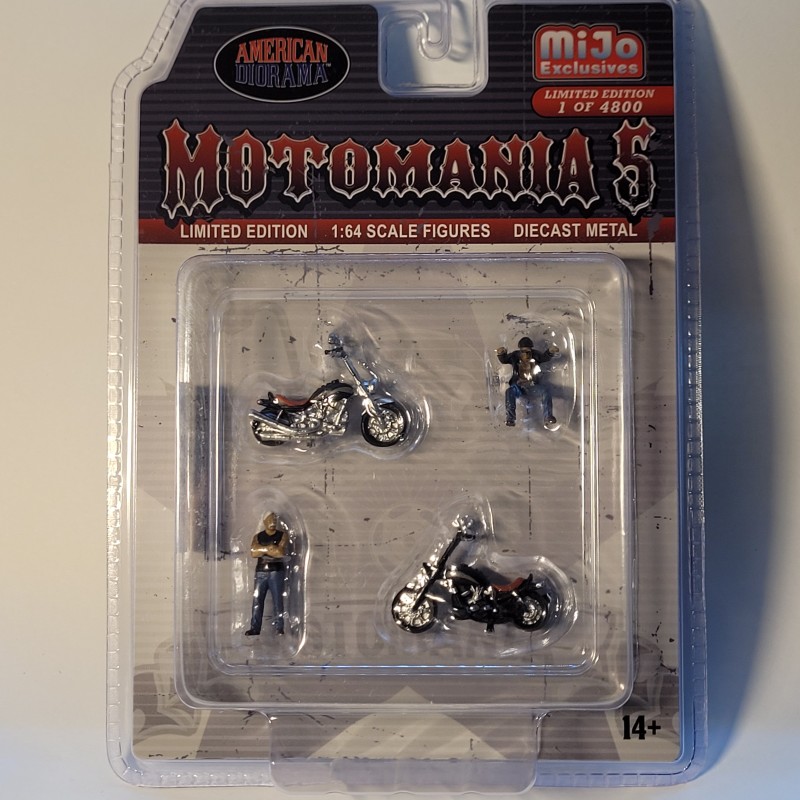 AMERICAN
DIORAMA™
MiJo
Exclusives
LIMITED EDITION
1 OF 4800
MOTOMANIA 5
LIMITED EDITION 1:64 SCALE FIGURES DIECAST METAL
14+